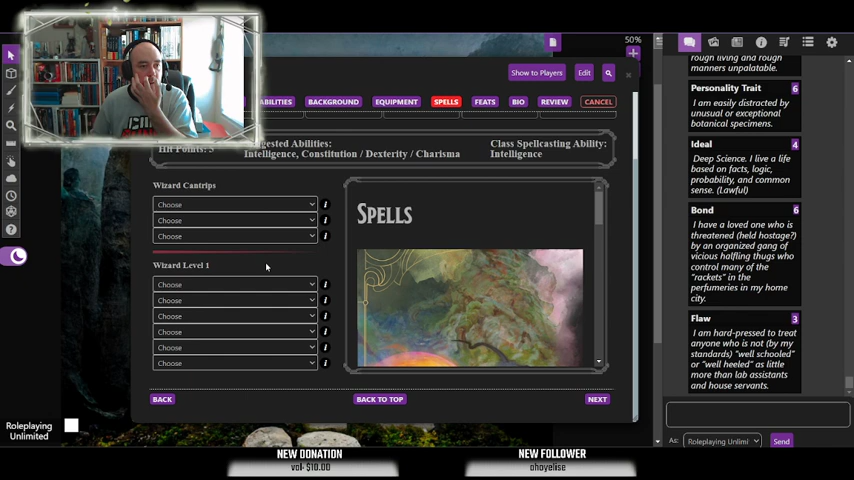 50%
Show to Players
Edit
ABILITIES
BACKGROUND
EQUIPMENT
SPELLS
FEATS
BIO
REVIEW
CANCEL
Hit Points: 5
Abilities:
Intelligence, Constitution / Dexterity / Charisma
Class Spellcasting Ability:
Intelligence
Wizard Cantrips
Choose
Choose
Choose
Wizard Level 1
Choose
Choose
Choose
Choose
Choose
Choose
SPELLS
BACK
BACK TO TOP
NEXT
rough living and rough
manners unpalatable.
Personality Trait 6
I am easily distracted by
unusual or exceptional
botanical specimens.
Ideal 4
Deep Science. I live a life
based on facts, logic,
probability, and common
sense. (Lawful)
Bond 6
I have a loved one who is
threatened (held hostage?)
by an organized gang of
vicious halfling thugs who
control many of the
"rackets" in the
perfumeries in my home
city.
Flaw 3
I am hard-pressed to treat
anyone who is not (by my
standards) "well schooled"
or "well heeled" as little
more than lab assistants
and house servants.
As: Roleplaying Unlimi
Send
Roleplaying
Unlimited
NEW DONATION
vol- $10.00
NEW FOLLOWER
ahoyelise